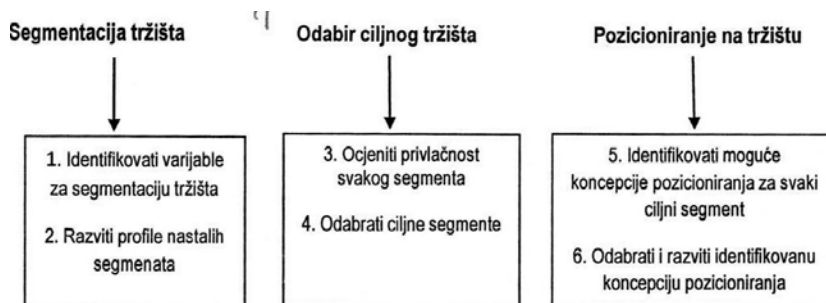 Segmentacija tržišta
Odabir ciljnog tržišta
Pozicioniranje na tržištu
1. Identifikovati varijable
za segmentaciju tržišta
2. Razviti profile nastalih
segmenata
3. Ocjeniti privlačnost
svakog segmenta
4. Odabrati ciljne segmente
5. Identifikovati moguće
koncepcije pozicioniranja za svaki
ciljni segment
6. Odabrati i razviti identifikovanu
koncepciju pozicioniranja